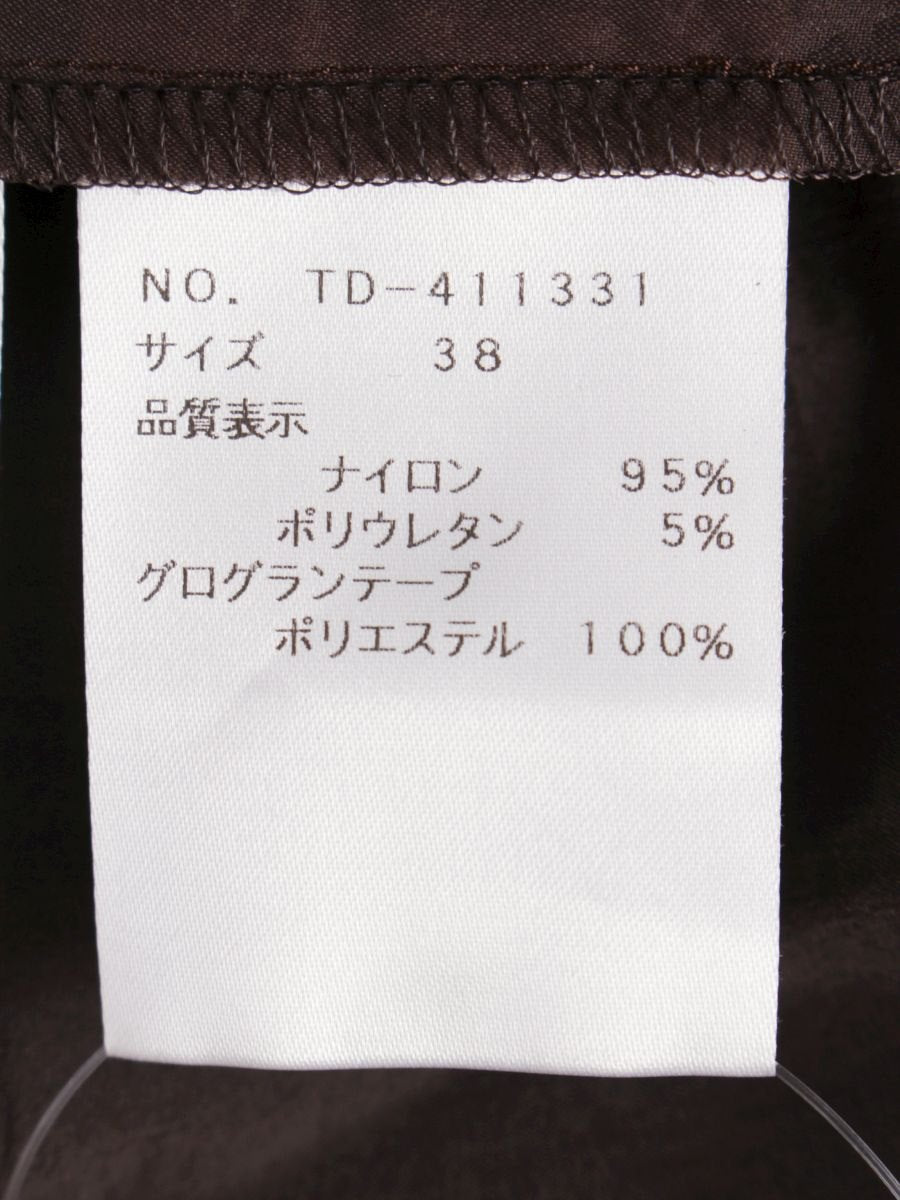 NO. TD-411331
サイズ 38
品質表示
ナイロン 95%
ポリウレタン 5%
グログランテープ
ポリエステル 100%